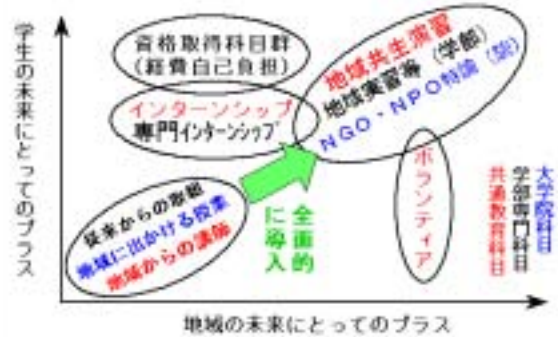 学生の未来にとってのプラス
資格取得科目群
(経費自己負担)
インターンシップ
専門インターンシップ
地域共生演習
地域実習等(学部)
NGO・NPO特論(院)
ボランティア
従来からの取組
地域に出かける授業
地域からの講師
全面的
に導入
大学院科目
学部専門科目
共通教育科目
地域の未来にとってのプラス